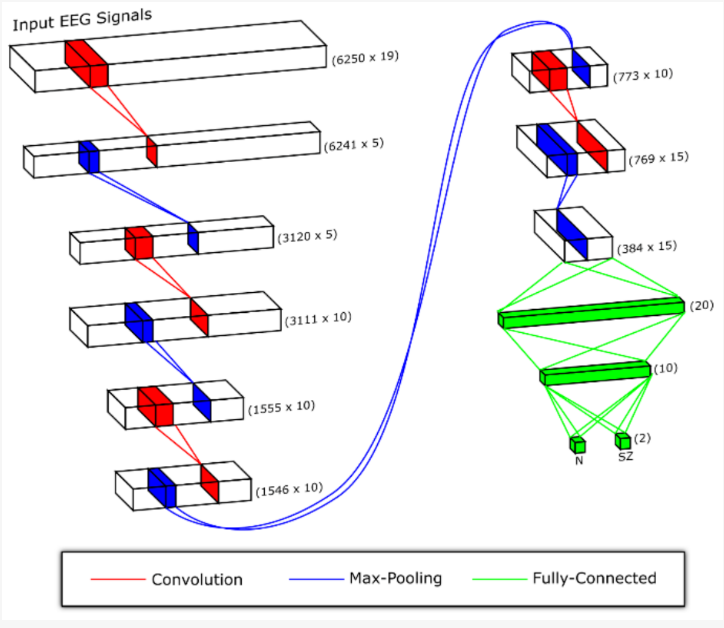 Input EEG Signals
(6250 x 19)
(6241 x 5)
(3120 x 5)
(3111 x 10)
(1555 x 10)
(1546 x 10)
(773 x 10)
(769 x 15)
(384 x 15)
(20)
(10)
(2)
N SZ
Convolution Max-Pooling Fully-Connected